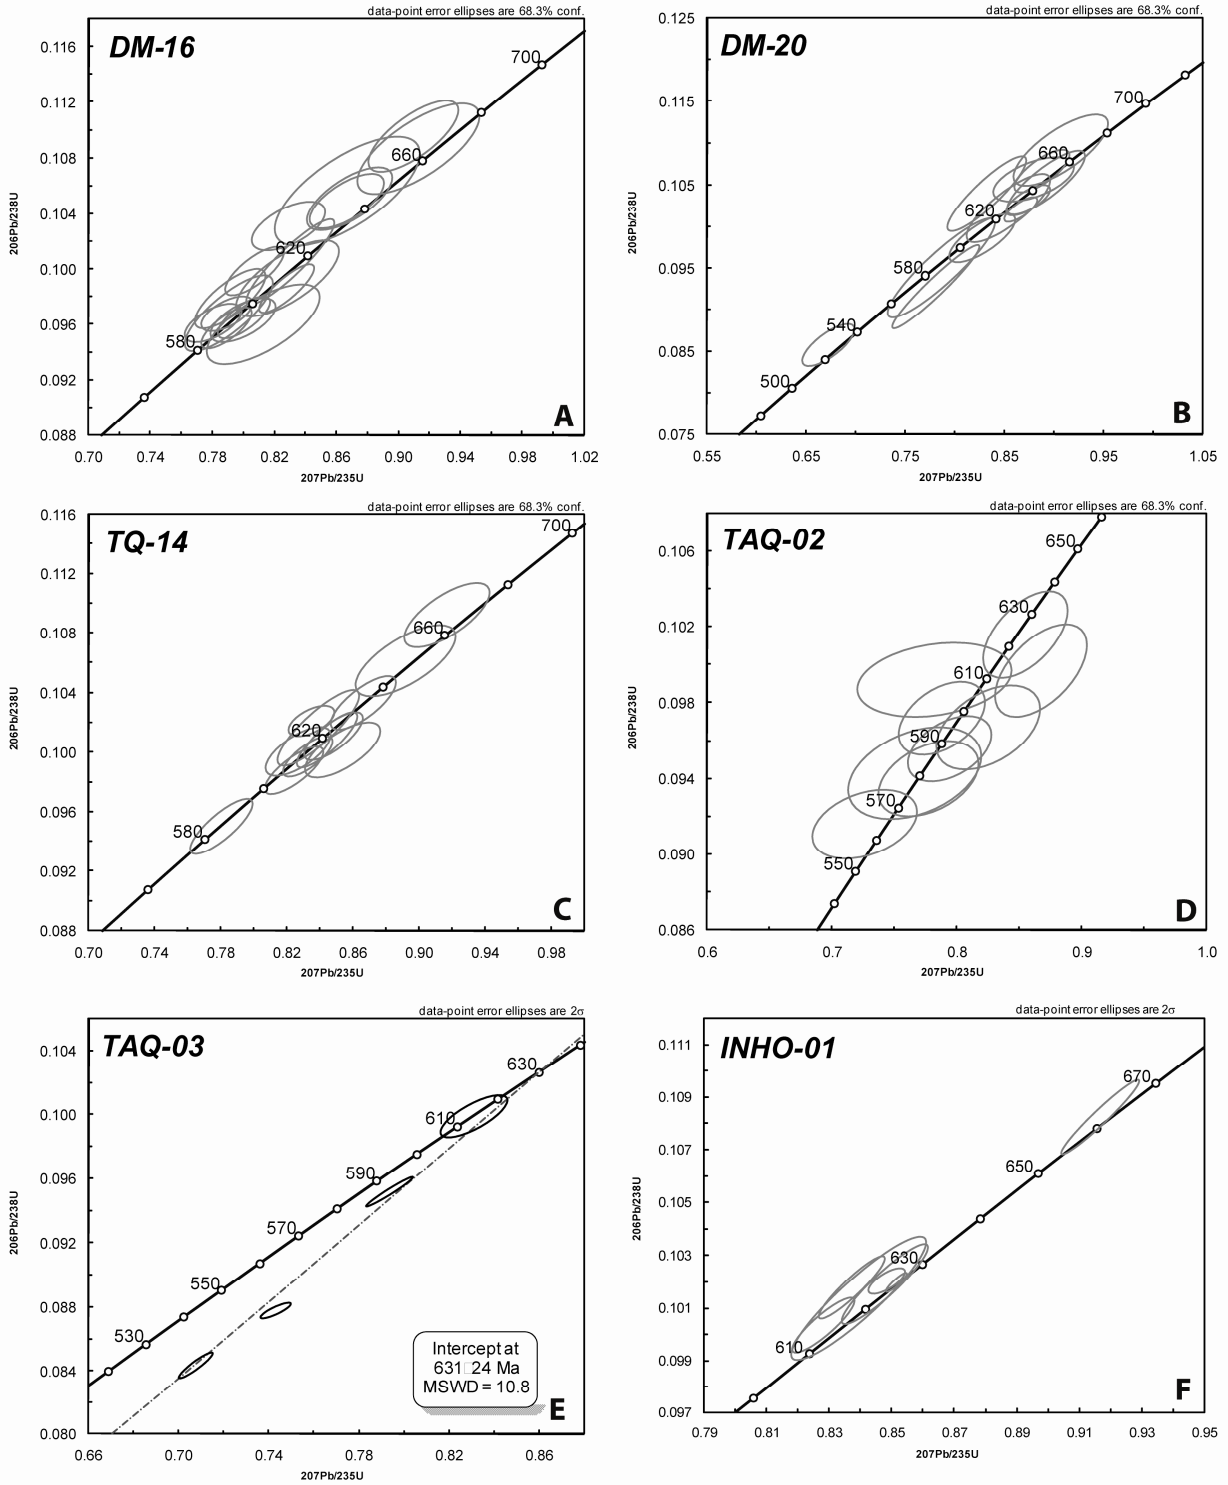 data-point error ellipses are 68.3% conf.
DM-16
0.116
0.112
0.108
0.104
0.100
0.096
0.092
0.088
206Pb/238U
700
660
620
580
A
0.70 0.74 0.78 0.82 0.86 0.90 0.94 0.98 1.02
207Pb/235U
data-point error ellipses are 68.3% conf.
DM-20
0.125
0.115
0.105
0.095
0.085
0.075
206Pb/238U
700
660
620
580
540
500
B
0.55 0.65 0.75 0.85 0.95 1.05
207Pb/235U
data-point error ellipses are 68.3% conf.
TQ-14
0.116
0.112
0.108
0.104
0.100
0.096
0.092
0.088
206Pb/238U
700
660
620
580
C
0.70 0.74 0.78 0.82 0.86 0.90 0.94 0.98
207Pb/235U
data-point error ellipses are 68.3% conf.
TAQ-02
0.106
0.102
0.098
0.094
0.090
0.086
206Pb/238U
650
630
610
590
570
550
D
0.6 0.7 0.8 0.9 1.0
207Pb/235U
data-point error ellipses are 2σ
TAQ-03
0.104
0.100
0.096
0.092
0.088
0.084
0.080
206Pb/238U
630
610
590
570
550
530
Intercept at
631□24 Ma
MSWD = 10.8
E
0.66 0.70 0.74 0.78 0.82 0.86
207Pb/235U
data-point error ellipses are 2σ
INHO-01
0.111
0.109
0.107
0.105
0.103
0.101
0.099
0.097
206Pb/238U
670
650
630
610
F
0.79 0.81 0.83 0.85 0.87 0.89 0.91 0.93 0.95
207Pb/235U